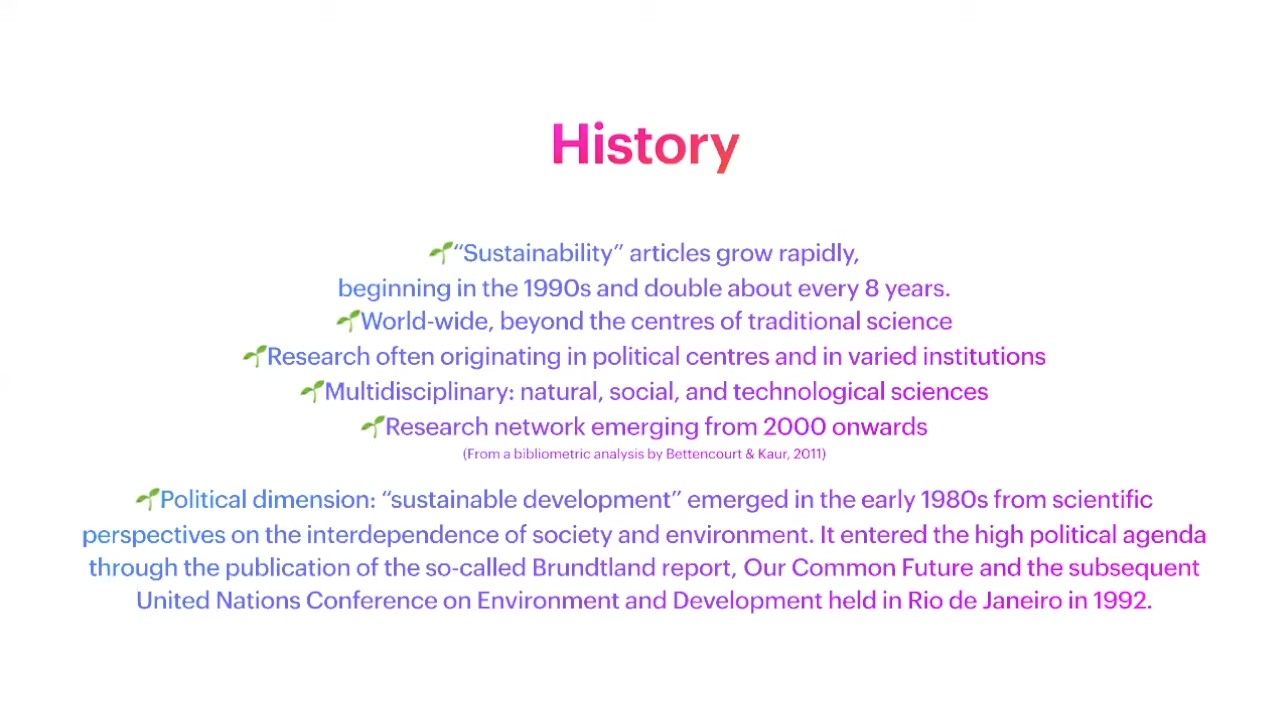 History
🌱"Sustainability" articles grow rapidly,
beginning in the 1990s and double about every 8 years.
🌱World-wide, beyond the centres of traditional science
🌱Research often originating in political centres and in varied institutions
🌱Multidisciplinary: natural, social, and technological sciences
🌱Research network emerging from 2000 onwards
(From a bibliometric analysis by Bettencourt & Kaur, 2011)
🌱Political dimension: “sustainable development” emerged in the early 1980s from scientific
perspectives on the interdependence of society and environment. It entered the high political agenda
through the publication of the so-called Brundtland report, Our Common Future and the subsequent
United Nations Conference on Environment and Development held in Rio de Janeiro in 1992.